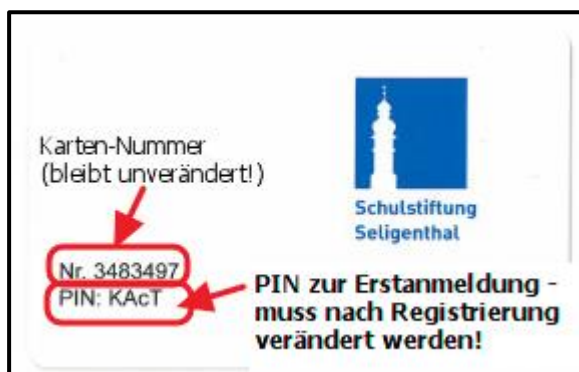 Karten-Nummer
(bleibt unverändert!)
Schulstiftung
Seligenthal
Nr. 3483497
PIN: KAcT
PIN zur Erstanmeldung -
muss nach Registrierung
verändert werden!